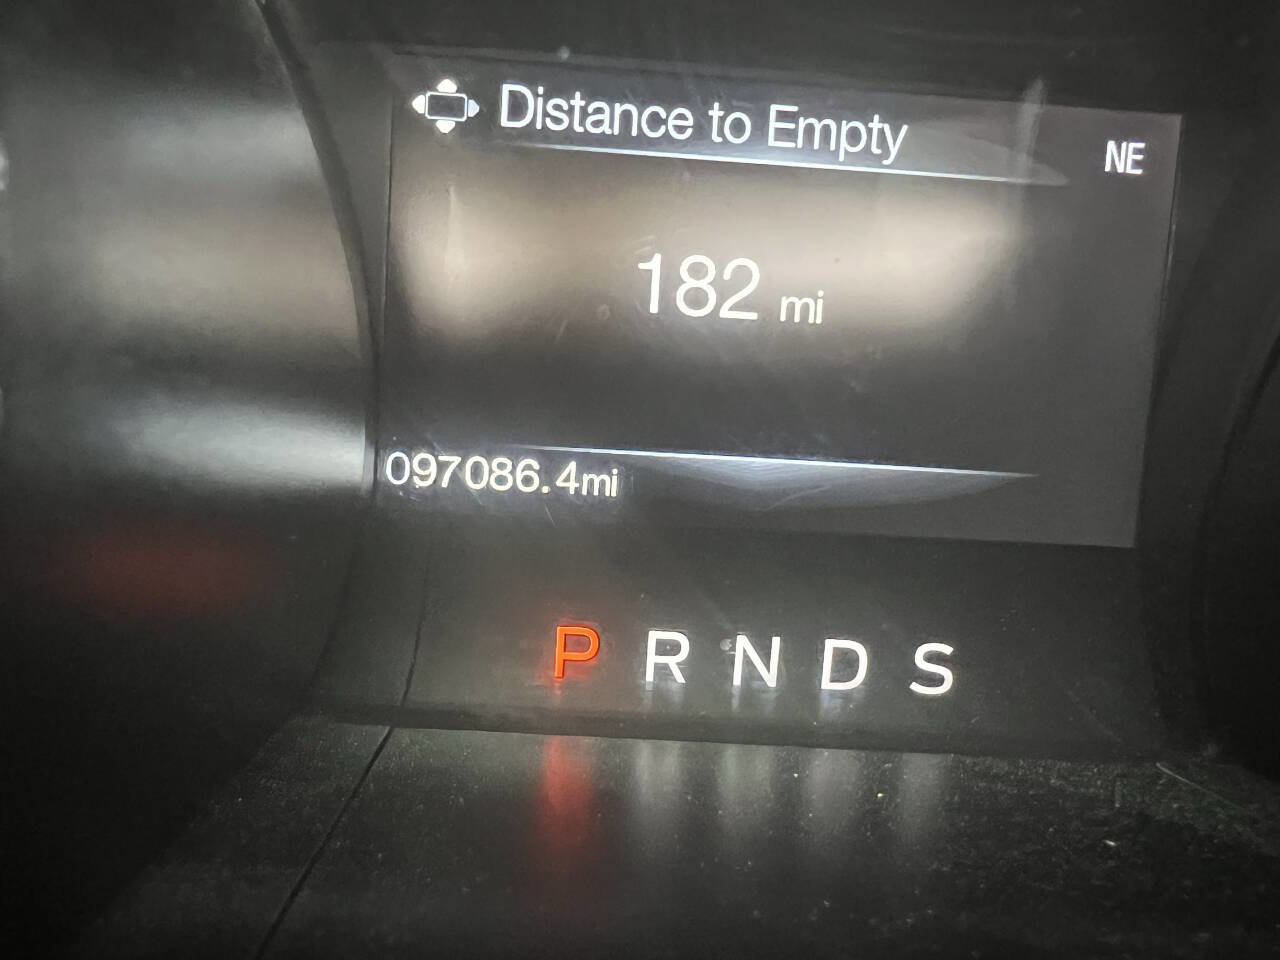 Distance to Empty
NE
182 mi
097086.4mi
P R N D S